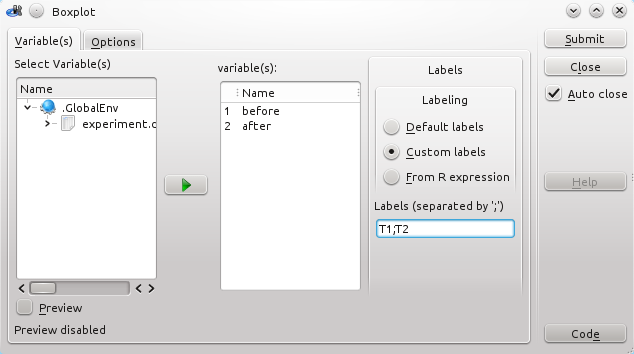 Boxplot
Variable(s)
Options
Select Variable(s)
Name
.GlobalEnv
experiment.c
variable(s):
Name
1 before
2 after
Labels
Labeling
Default labels
Custom labels
From R expression
Labels (separated by ';')
T1;T2
Submit
Close
Auto close
Help
Code
Preview
Preview disabled